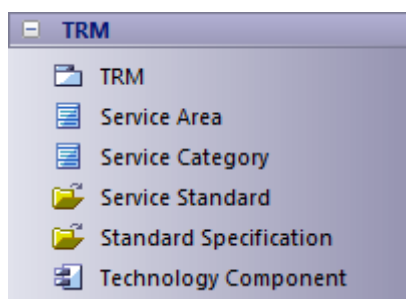 TRM
TRM
Service Area
Service Category
Service Standard
Standard Specification
Technology Component